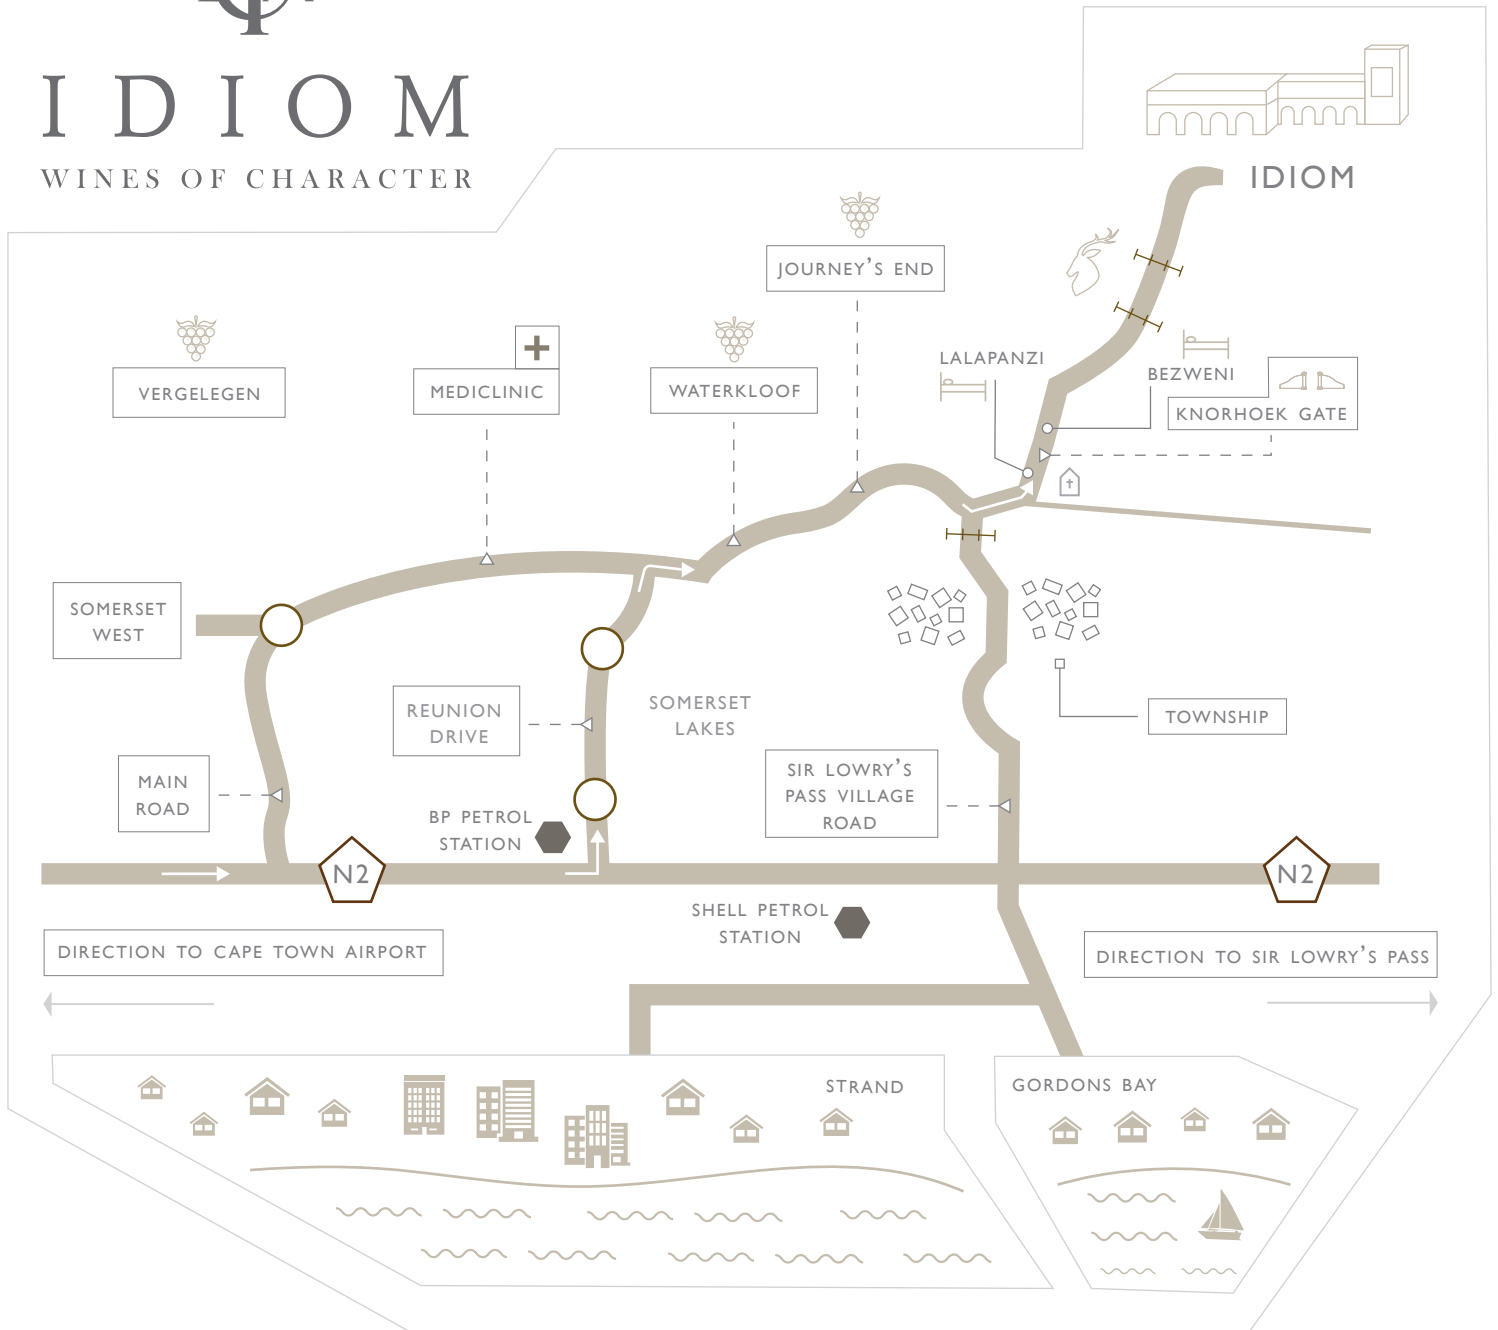 IDIOM
WINES OF CHARACTER
IDIOM
JOURNEY'S END
LALAPANZI
BEZWENI
KNORHOEK GATE
VERGELEGEN
MEDICLINIC
WATERKLOOF
SOMERSET
WEST
REUNION
DRIVE
SOMERSET
LAKES
TOWNSHIP
MAIN
ROAD
SIR LOWRY'S
PASS VILLAGE
ROAD
BP PETROL
STATION
N2
N2
SHELL PETROL
STATION
DIRECTION TO CAPE TOWN AIRPORT
DIRECTION TO SIR LOWRY'S PASS
STRAND
GORDONS BAY